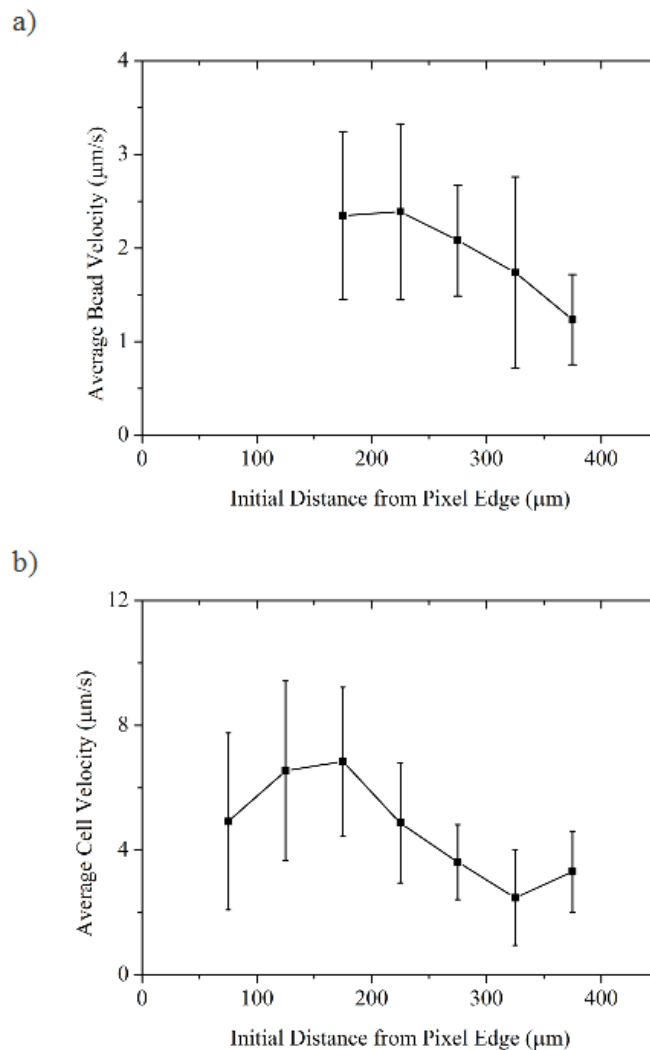 a)
4
3
2
1
0
Average Bead Velocity (μm/s)
0 100 200 300 400
Initial Distance from Pixel Edge (μm)
b)
12
8
4
0
Average Cell Velocity (μm/s)
0 100 200 300 400
Initial Distance from Pixel Edge (μm)